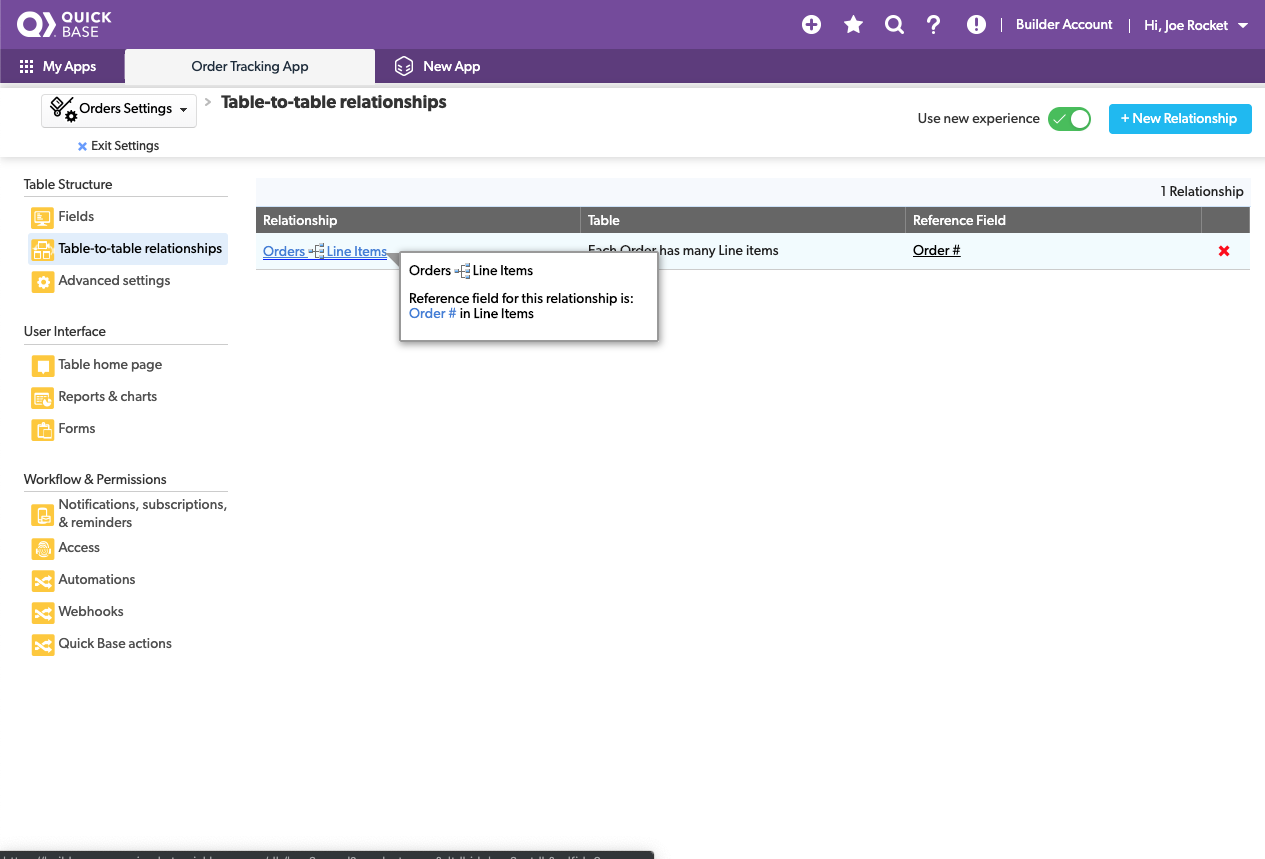 QUICK
BASE
Builder Account
Hi, Joe Rocket
My Apps
Order Tracking App
New App
Orders Settings
> Table-to-table relationships
Exit Settings
Use new experience
+ New Relationship
Table Structure
Fields
Table-to-table relationships
Advanced settings
User Interface
Table home page
Reports & charts
Forms
Workflow & Permissions
Notifications, subscriptions,
& reminders
Access
Automations
Webhooks
Quick Base actions
1 Relationship
Relationship Table Reference Field
Orders Line Items Each Order has many Line items Order #
Orders Line Items
Reference field for this relationship is:
Order # in Line Items